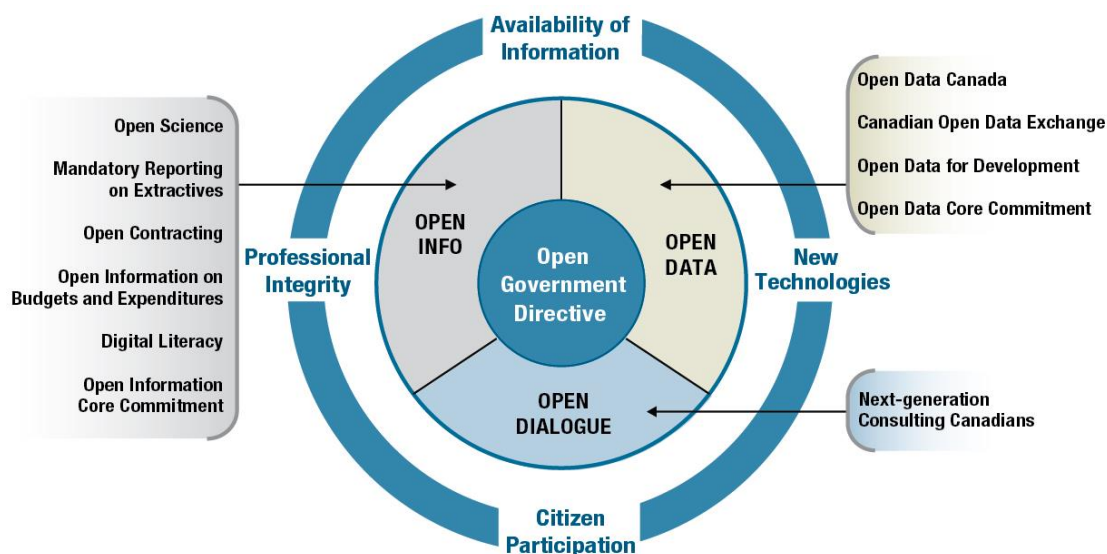 Availability of
Information
Open Science
Mandatory Reporting
on Extractives
Open Contracting
Open Information on
Budgets and Expenditures
Digital Literacy
Open Information
Core Commitment
Professional
Integrity
OPEN
INFO
Open
Government
Directive
OPEN
DATA
OPEN
DIALOGUE
New
Technologies
Open Data Canada
Canadian Open Data Exchange
Open Data for Development
Open Data Core Commitment
Next-generation
Consulting Canadians
Citizen
Participation